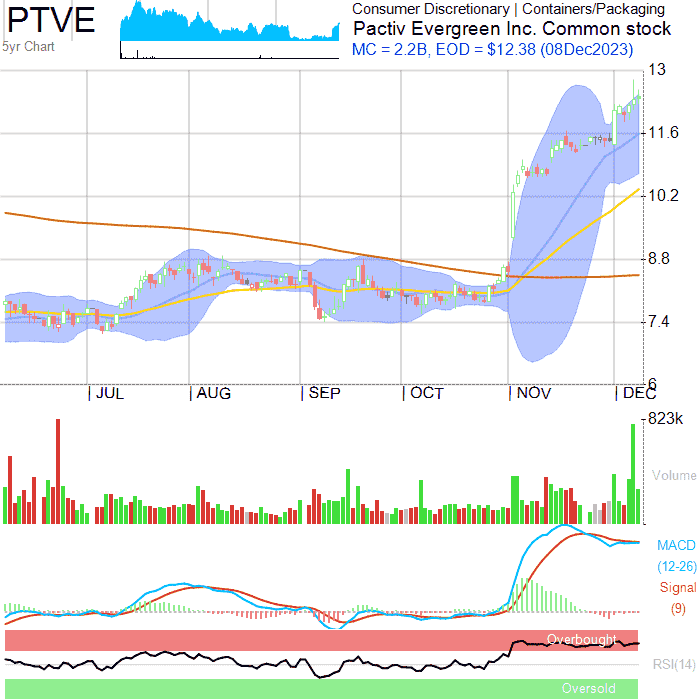 PTVE
5yr Chart
Consumer Discretionary | Containers/Packaging
Pactiv Evergreen Inc. Common stock
MC = 2.2B, EOD = $12.38 (08Dec2023)
13
11.6
10.2
8.8
7.4
6
JUL
AUG
SEP
OCT
NOV
DEC
823k
Volume
MACD
(12-26)
Signal
(9)
Overbought
RSI(14)
Oversold